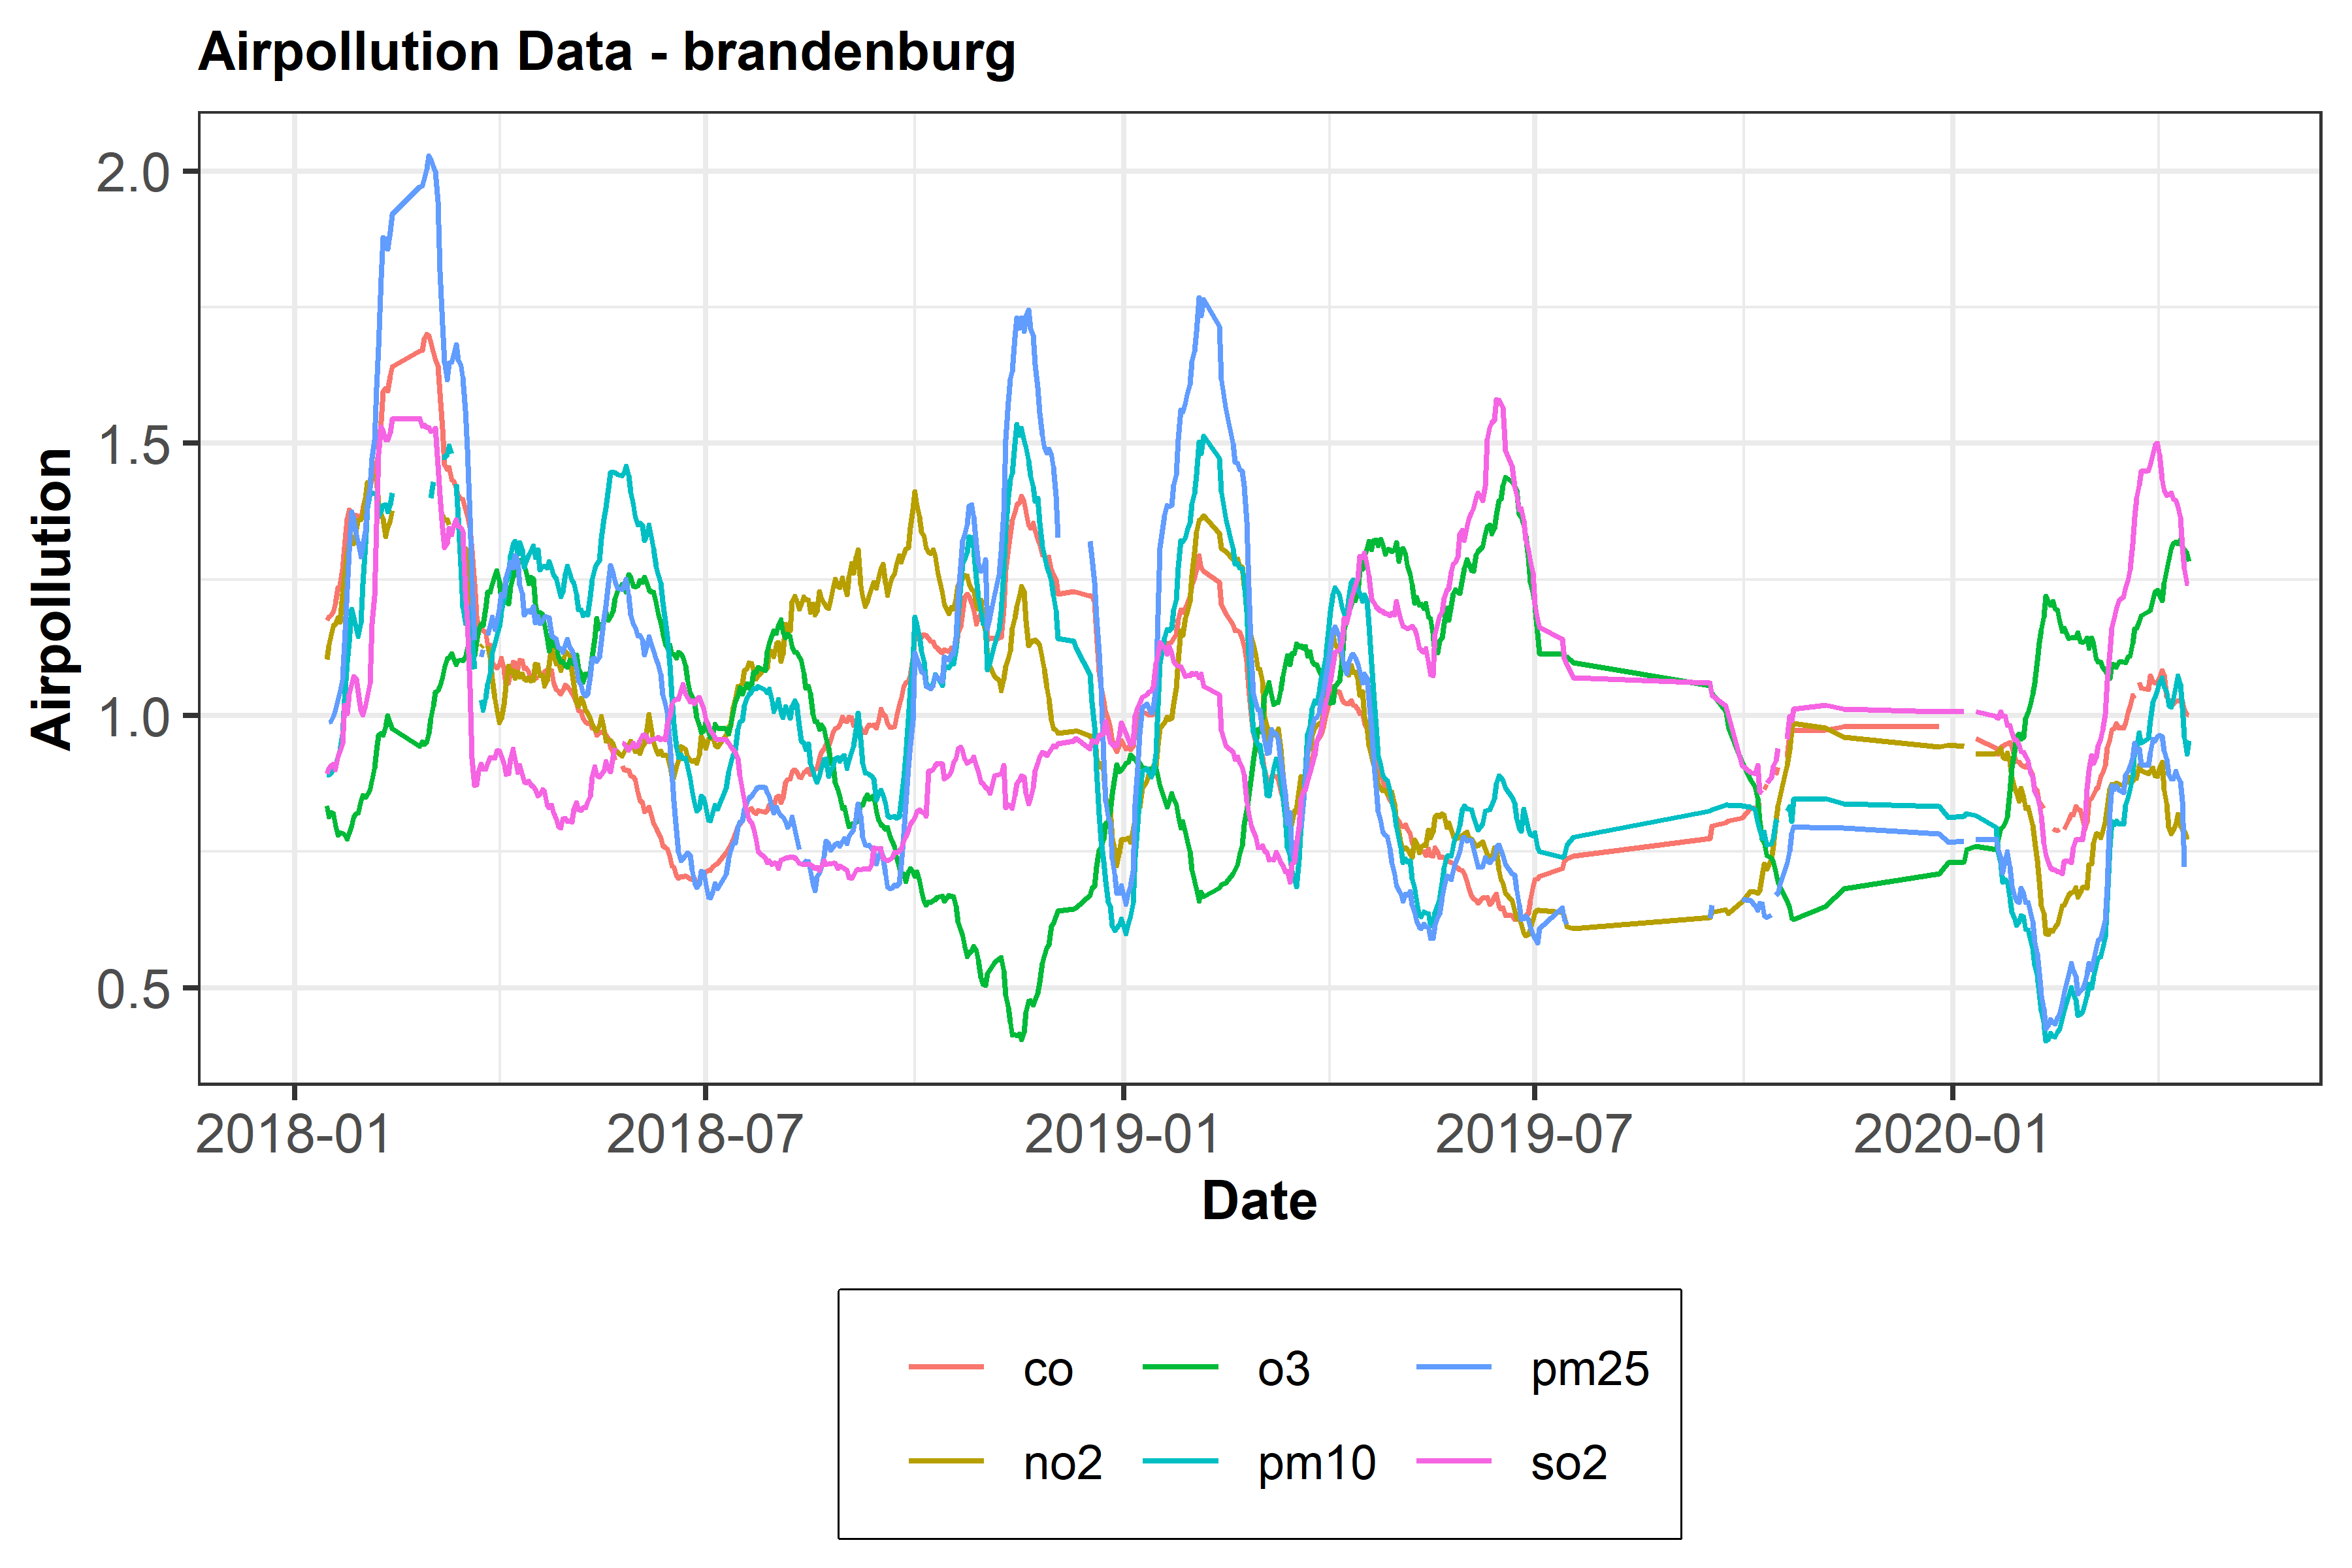 Airpollution Data - brandenburg
Airpollution
2.0
1.5
1.0
0.5
2018-01 2018-07 2019-01 2019-07 2020-01
Date
co o3 pm25
no2 pm10 so2